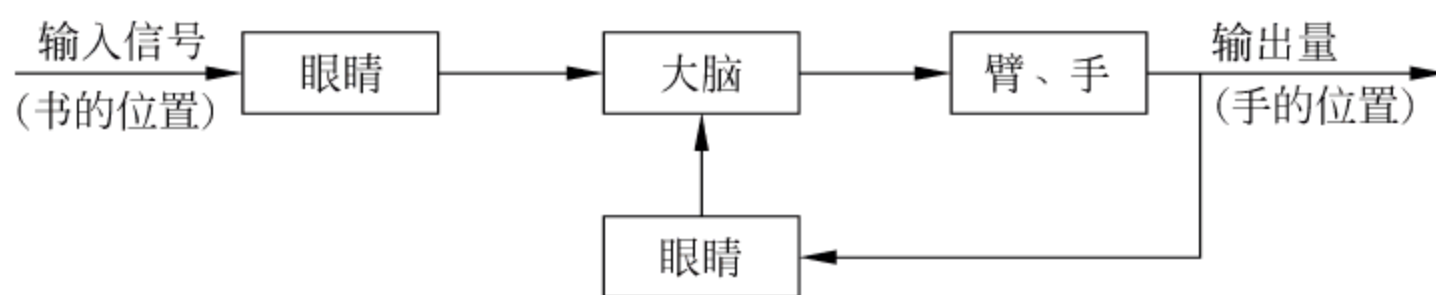 输入信号
(书的位置)
眼睛
大脑
臂、手
输出量
(手的位置)
眼睛